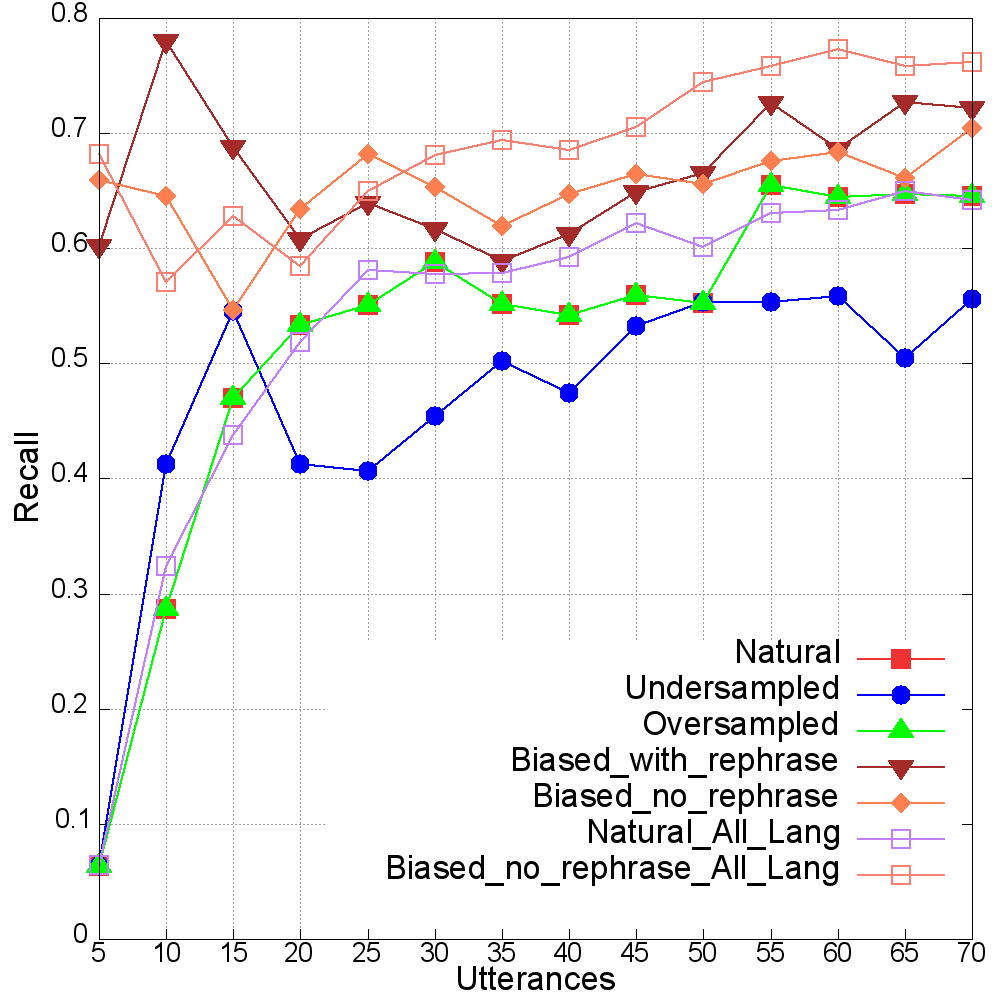 0.8
0.7
0.6
0.5
0.4
0.3
0.2
0.1
0
Recall
Natural
Undersampled
Oversampled
Biased_with_rephrase
Biased_no_rephrase
Natural_All_Lang
Biased_no_rephrase_All_Lang
5 10 15 20 25 30 35 40 45 50 55 60 65 70
Utterances